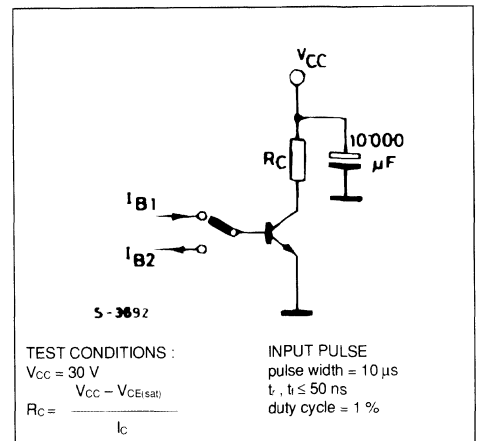 VCC
10000
RC
µF
IB1
IB2
S-3692
TEST CONDITIONS :
VCC = 30 V
RC = VCC – VCE(sat)
IC
INPUT PULSE
pulse width = 10 µs
tr , tf ≤ 50 ns
duty cycle = 1 %